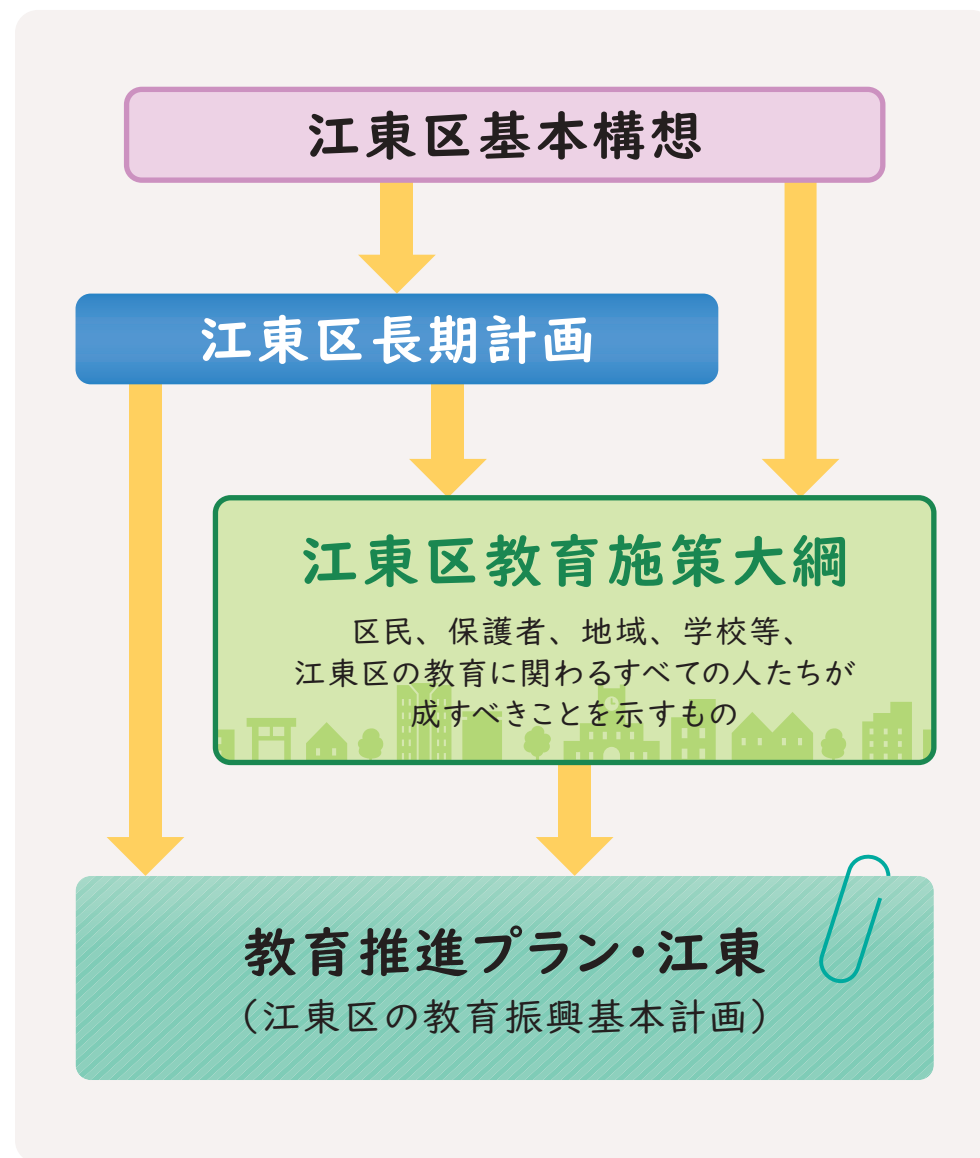 江東区基本構想
江東区長期計画
江東区教育施策大綱
区民、保護者、地域、学校等、
江東区の教育に関わるすべての人たちが
成すべきことを示すもの
教育推進プラン・江東
（江東区の教育振興基本計画）